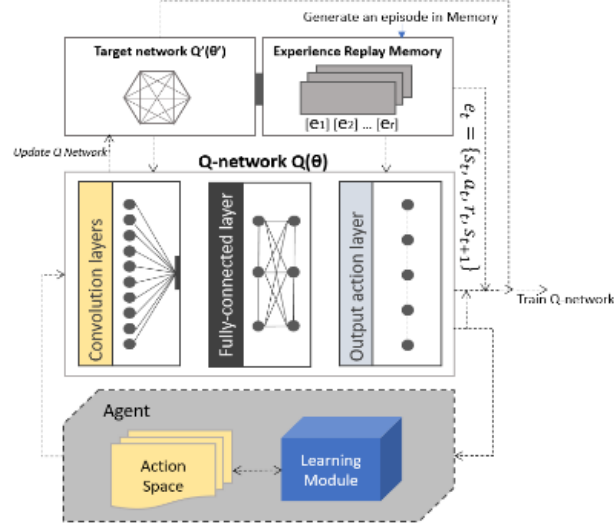 Generate an episode in Memory
Target network Q'(θ')
Experience Replay Memory
[e1] [e2] ... [er]
e_t = {s_t, a_t, r_t, s_{t+1}}
Update Q Network
Q-network Q(θ)
Convolution layers
Fully-connected layer
Output action layer
Train Q-network
Agent
Action
Space
Learning
Module